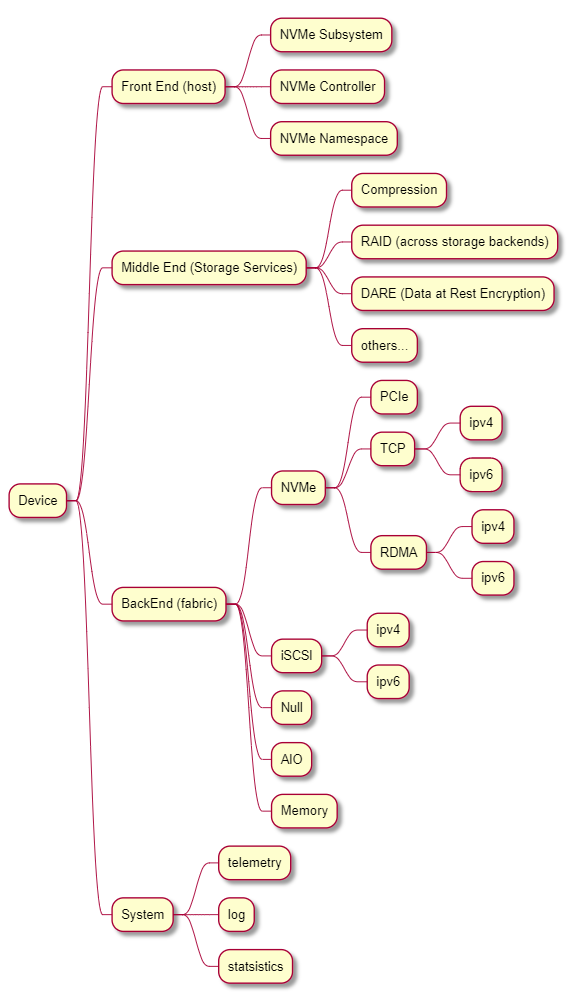 Device
Front End (host)
NVMe Subsystem
NVMe Controller
NVMe Namespace
Middle End (Storage Services)
Compression
RAID (across storage backends)
DARE (Data at Rest Encryption)
others...
BackEnd (fabric)
NVMe
PCIe
TCP
ipv4
ipv6
RDMA
ipv4
ipv6
iSCSI
ipv4
ipv6
Null
AIO
Memory
System
telemetry
log
statsistics